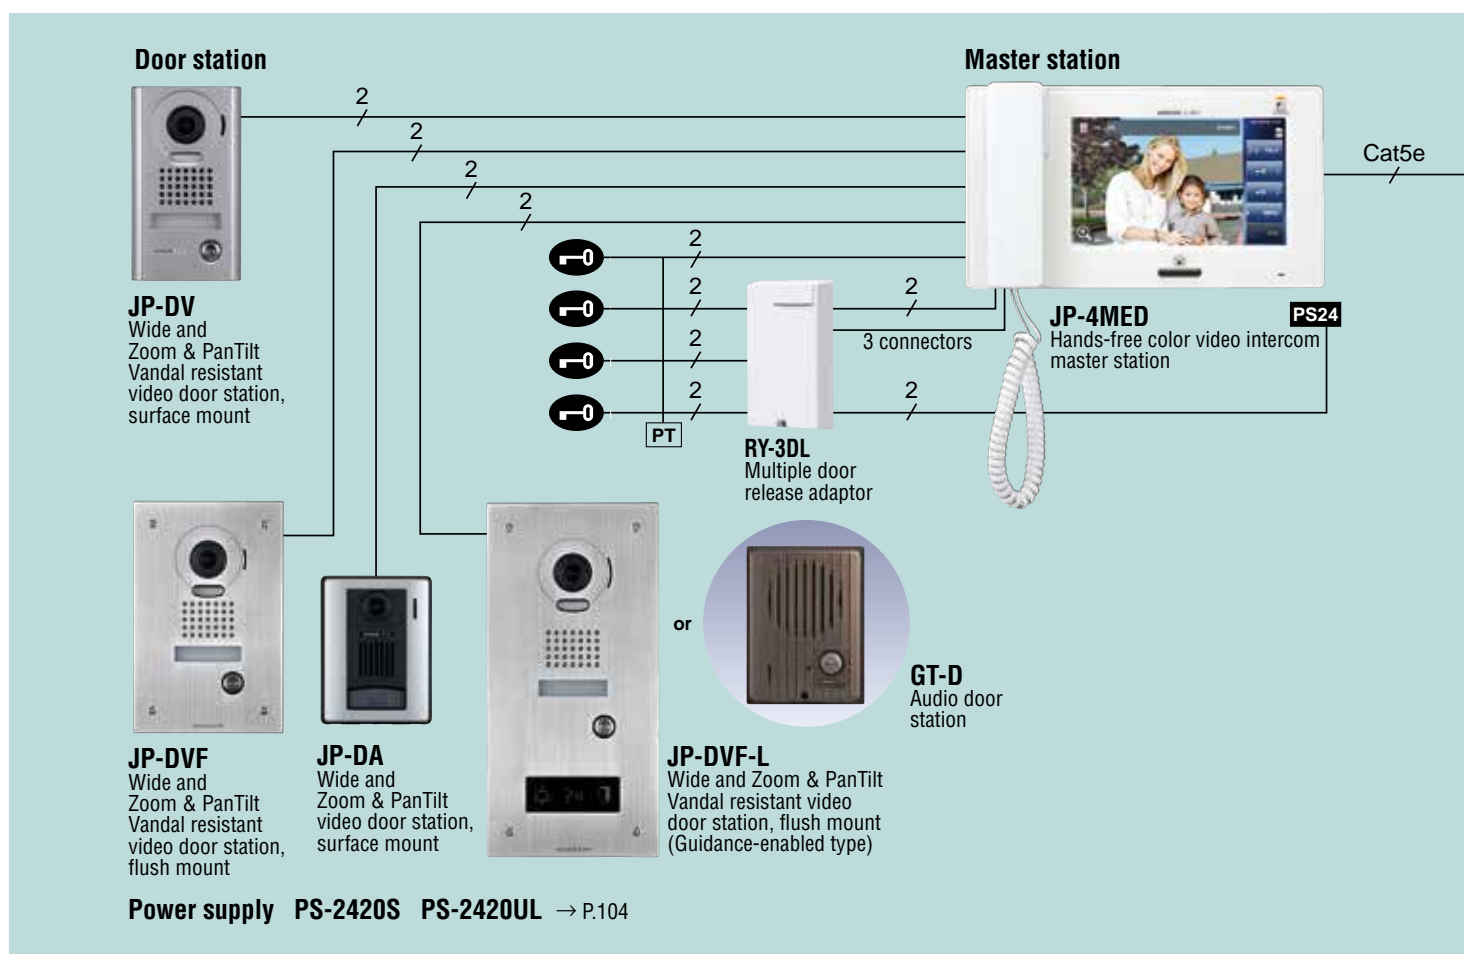 Door station
Master station
2
2
2
2
Cat5e
2
2
2
2
2
2
3 connectors
PT
PS24
JP-DV
Wide and
Zoom & PanTilt
Vandal resistant
video door station,
surface mount
JP-4MED
Hands-free color video intercom
master station
RY-3DL
Multiple door
release adaptor
or
GT-D
Audio door
station
JP-DVF
Wide and
Zoom & PanTilt
Vandal resistant
video door station,
flush mount
JP-DA
Wide and
Zoom & PanTilt
video door station,
surface mount
JP-DVF-L
Wide and Zoom & PanTilt
Vandal resistant video
door station, flush mount
(Guidance-enabled type)
Power supply PS-2420S PS-2420UL → P.104